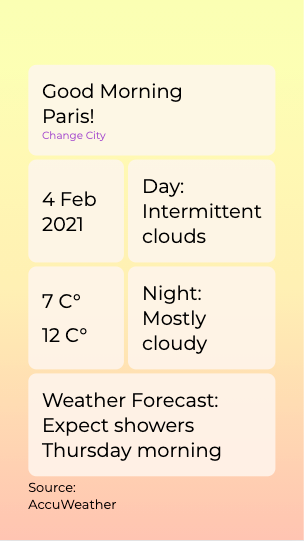 Good Morning
Paris!
Change City
4 Feb
2021
Day:
Intermittent
clouds
7 C°
12 C°
Night:
Mostly
cloudy
Weather Forecast:
Expect showers
Thursday morning
Source:
AccuWeather